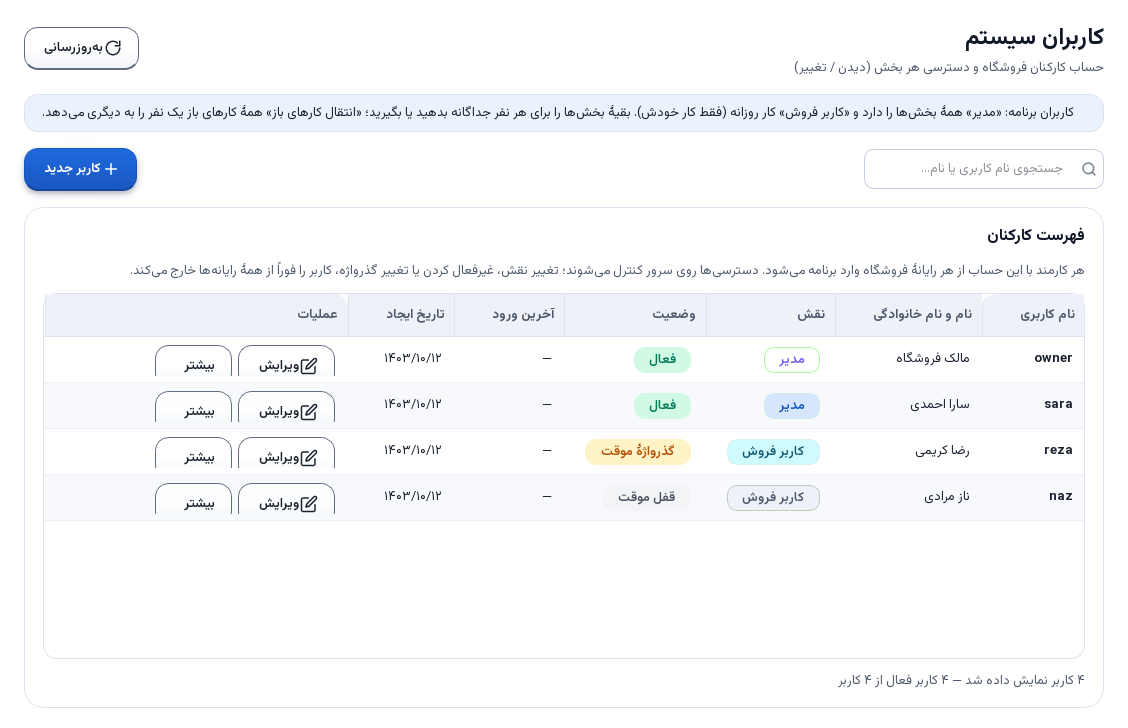 کاربران سیستم
به‌روزرسانی
حساب کارکنان فروشگاه و دسترسی هر بخش (دیدن / تغییر)
کاربران برنامه: «مدیر» همهٔ بخش‌ها را دارد و «کاربر فروش» کار روزانه (فقط کار خودش). بقیهٔ بخش‌ها را برای هر نفر جداگانه بدهید یا بگیرید؛ «انتقال کارهای باز» همهٔ کارهای باز یک نفر را به دیگری می‌دهد.
جستجوی نام کاربری یا نام...
کاربر جدید
فهرست کارکنان
هر کارمند با این حساب از هر رایانهٔ فروشگاه وارد برنامه می‌شود. دسترسی‌ها روی سرور کنترل می‌شوند؛ تغییر نقش، غیرفعال کردن یا تغییر گذرواژه، کاربر را فوراً از همهٔ رایانه‌ها خارج می‌کند.
نام کاربری نام و نام خانوادگی نقش وضعیت آخرین ورود تاریخ ایجاد عملیات
owner مالک فروشگاه مدیر فعال — ۱۴۰۳/۱۰/۱۲ ویرایش بیشتر
sara سارا احمدی مدیر فعال — ۱۴۰۳/۱۰/۱۲ ویرایش بیشتر
reza رضا کریمی کاربر فروش گذرواژهٔ موقت — ۱۴۰۳/۱۰/۱۲ ویرایش بیشتر
naz ناز مرادی کاربر فروش قفل موقت — ۱۴۰۳/۱۰/۱۲ ویرایش بیشتر
۴ کاربر نمایش داده شد — ۴ کاربر فعال از ۴ کاربر